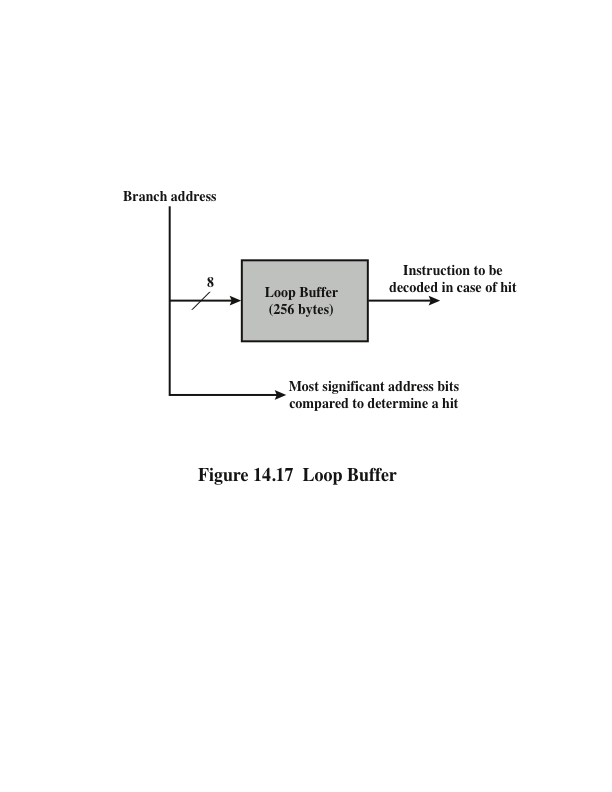 Branch address
8
Instruction to be
decoded in case of hit
Loop Buffer
(256 bytes)
Most significant address bits
compared to determine a hit
Figure 14.17  Loop Buffer